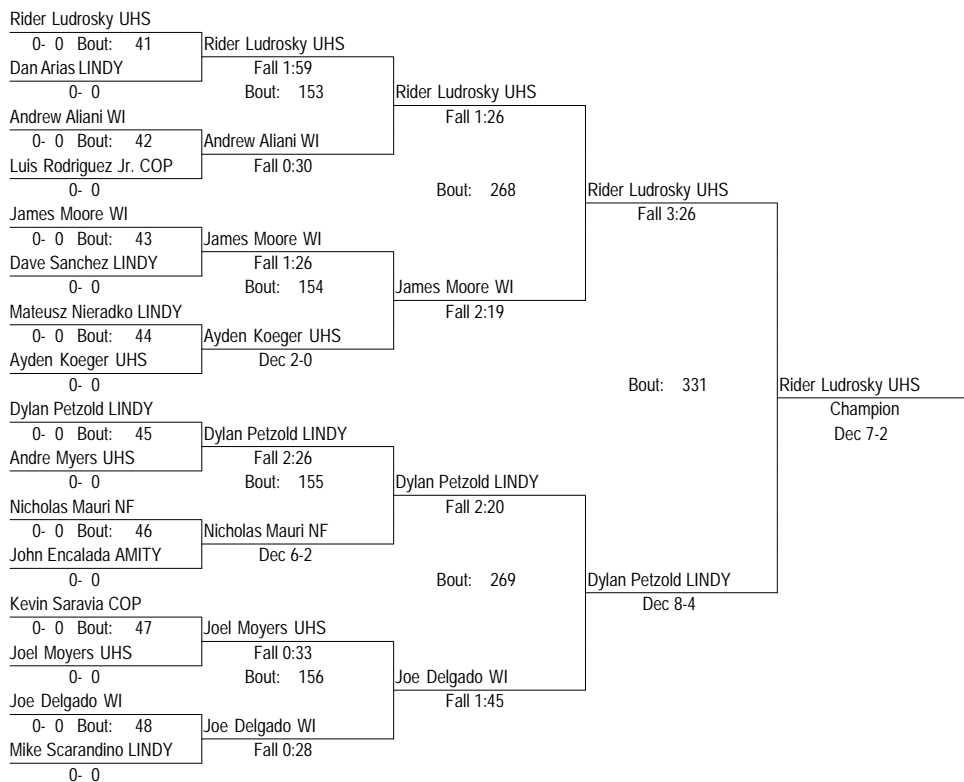 Rider Ludrosky UHS
0- 0 Bout: 41
Rider Ludrosky UHS
Dan Arias LINDY
Fall 1:59
0- 0
Bout: 153
Rider Ludrosky UHS
Andrew Aliani WI
Fall 1:26
0- 0 Bout: 42
Andrew Aliani WI
Luis Rodriguez Jr. COP
Fall 0:30
0- 0
Bout: 268
Rider Ludrosky UHS
James Moore WI
Fall 3:26
0- 0 Bout: 43
James Moore WI
Dave Sanchez LINDY
Fall 1:26
0- 0
Bout: 154
James Moore WI
Mateusz Nieradko LINDY
Fall 2:19
0- 0 Bout: 44
Ayden Koeger UHS
Ayden Koeger UHS
Dec 2-0
0- 0
Bout: 331
Rider Ludrosky UHS
Dylan Petzold LINDY
Champion
0- 0 Bout: 45
Dylan Petzold LINDY
Dec 7-2
Andre Myers UHS
Fall 2:26
0- 0
Bout: 155
Dylan Petzold LINDY
Nicholas Mauri NF
Fall 2:20
0- 0 Bout: 46
Nicholas Mauri NF
John Encalada AMITY
Dec 6-2
0- 0
Bout: 269
Dylan Petzold LINDY
Kevin Saravia COP
Dec 8-4
0- 0 Bout: 47
Joel Moyers UHS
Joel Moyers UHS
Fall 0:33
0- 0
Bout: 156
Joe Delgado WI
Joe Delgado WI
Fall 1:45
0- 0 Bout: 48
Joe Delgado WI
Mike Scarandino LINDY
Fall 0:28
0- 0